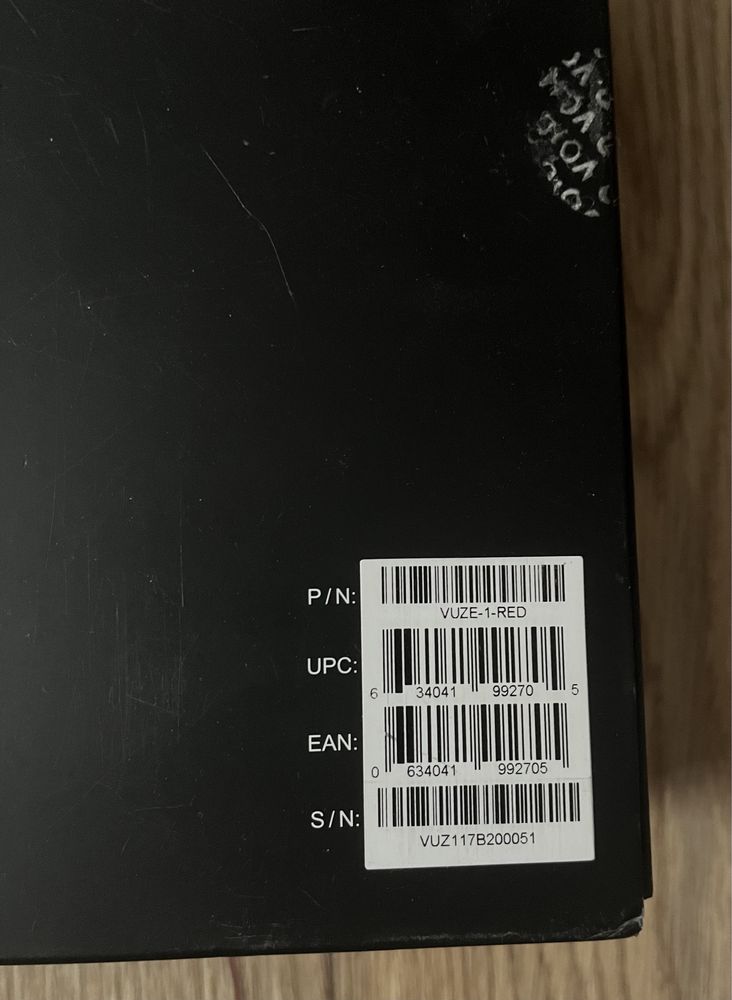 P/N:
VUZE-1-RED
UPC:
6 34041 99270 5
EAN:
0 634041 992705
S/N:
VUZ117B200051